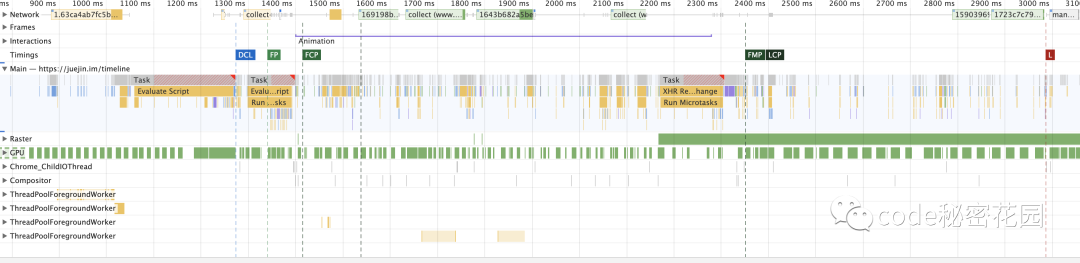 ms 900 ms 1000 ms 1100 ms 1200 ms 1300 ms 1400 ms 1500 ms 1600 ms 1700 ms 1800 ms 1900 ms 2000 ms 2100 ms 2200 ms 2300 ms 2400 ms 2500 ms 2600 ms 2700 ms 2800 ms 2900 ms 3000 ms 310
Network 1.63ca4ab7fc5b... collect 169198b... collect (www.... 1643b682a5be collect (w 1590396 1723c7c79... man...
Frames
Interactions Animation
Timings DCL FP FCP FMP LCP L
Main — https://juejin.im/timeline
Task Task Task
Evaluate Script Evalu...ript XHR Re...hange
Run ...sks Run Microtasks
Raster
GPU
Chrome_ChildIOThread
Compositor
ThreadPoolForegroundWorker
ThreadPoolForegroundWorker
ThreadPoolForegroundWorker
ThreadPoolForegroundWorker
code秘密花园